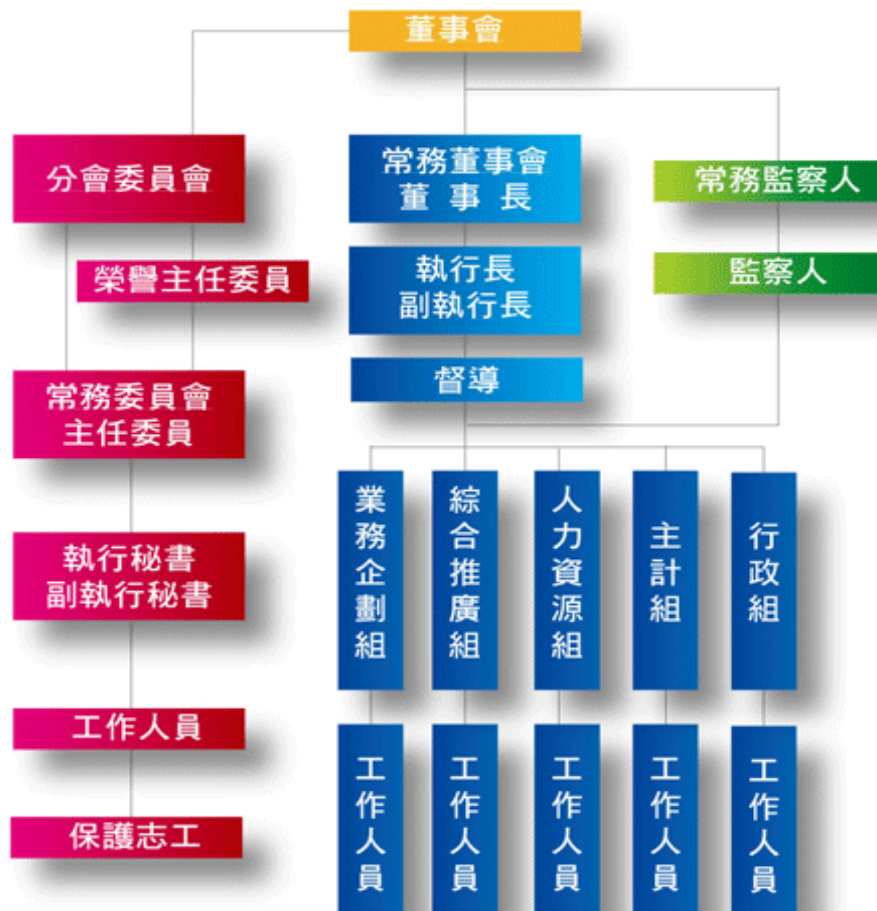 董事會
分會委員會
榮譽主任委員
常務委員會
主任委員
執行秘書
副執行秘書
工作人員
保護志工
常務董事會
董事長
執行長
副執行長
督導
常務監察人
監察人
業務企劃組
綜合推廣組
人力資源組
主計組
行政組
工作人員
工作人員
工作人員
工作人員
工作人員